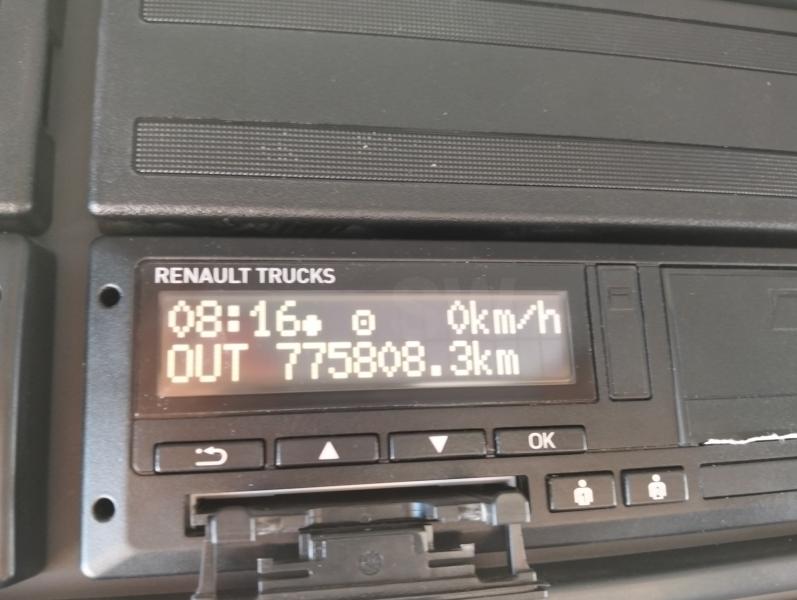 RENAULT TRUCKS
08:16● ⊙ 0km/h
OUT 775808.3km
OK